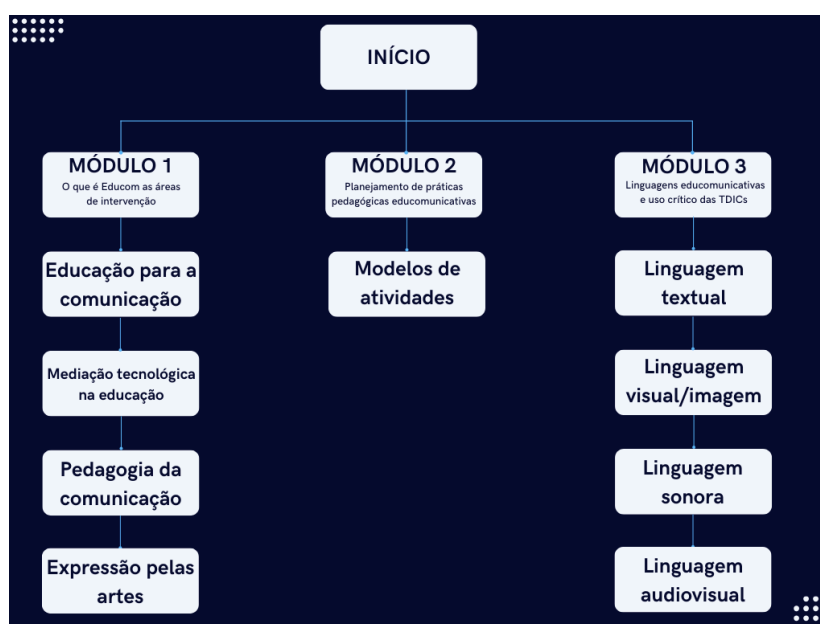 INÍCIO
MÓDULO 1
O que é Educom as áreas
de intervenção
Educação para a
comunicação
Mediação tecnológica
na educação
Pedagogia da
comunicação
Expressão pelas
artes
MÓDULO 2
Planejamento de práticas
pedagógicas educomunicativas
Modelos de
atividades
MÓDULO 3
Linguagens educomunicativas
e uso crítico das TDICs
Linguagem
textual
Linguagem
visual/imagem
Linguagem
sonora
Linguagem
audiovisual